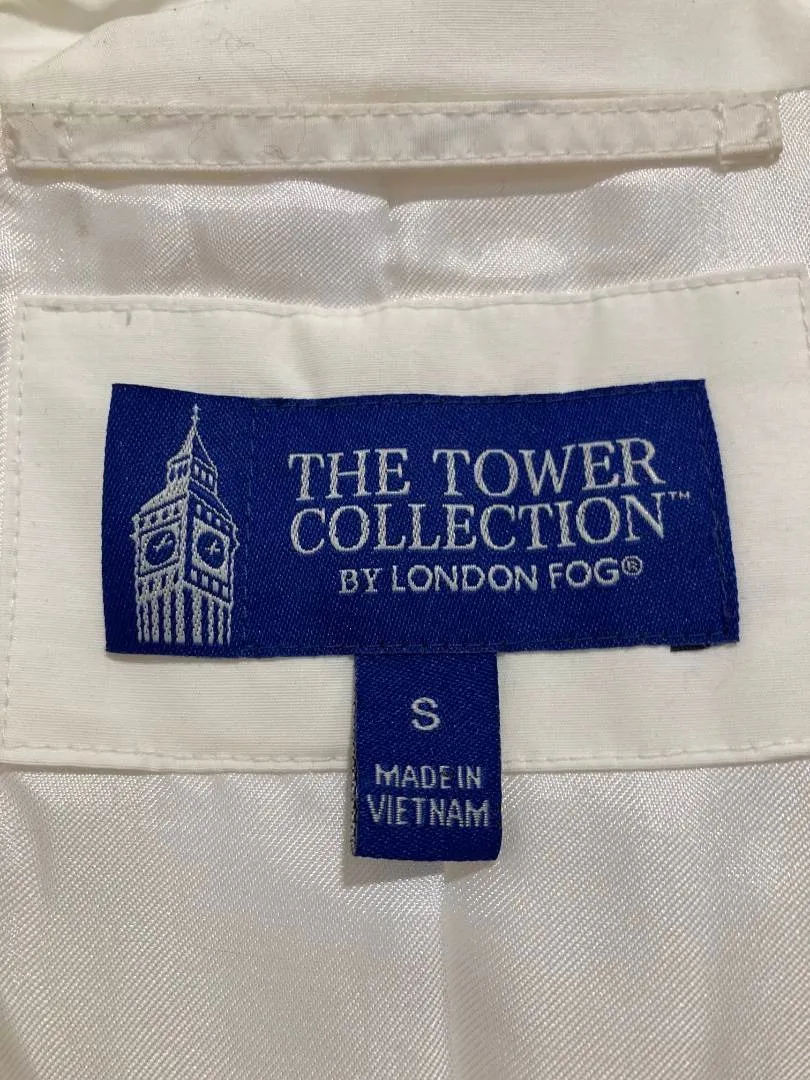 THE TOWER
COLLECTION™
BY LONDON FOG®
S
MADE IN
VIETNAM